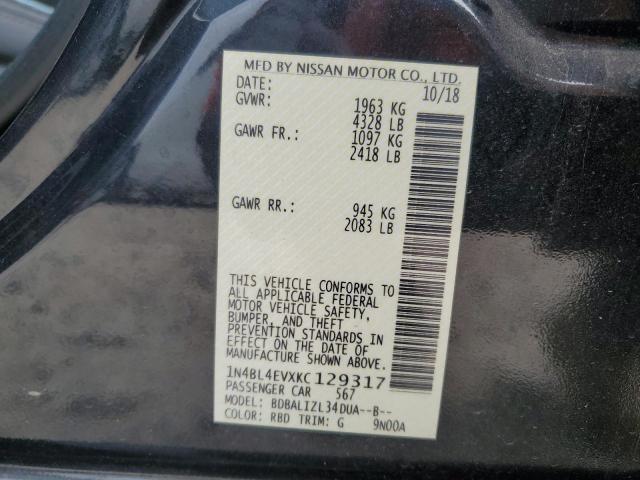 MFD BY NISSAN MOTOR CO., LTD.
DATE: 10/18
GVWR: 1963 KG
4328 LB
GAWR FR.: 1097 KG
2418 LB
GAWR RR.: 945 KG
2083 LB
THIS VEHICLE CONFORMS TO
ALL APPLICABLE FEDERAL
MOTOR VEHICLE SAFETY,
BUMPER, AND THEFT
PREVENTION STANDARDS IN
EFFECT ON THE DATE OF
MANUFACTURE SHOWN ABOVE.
1N4BL4EVXKC129317
PASSENGER CAR 567
MODEL: BDBALIZL34DUA--B--
COLOR: RBD TRIM: G 9N00A